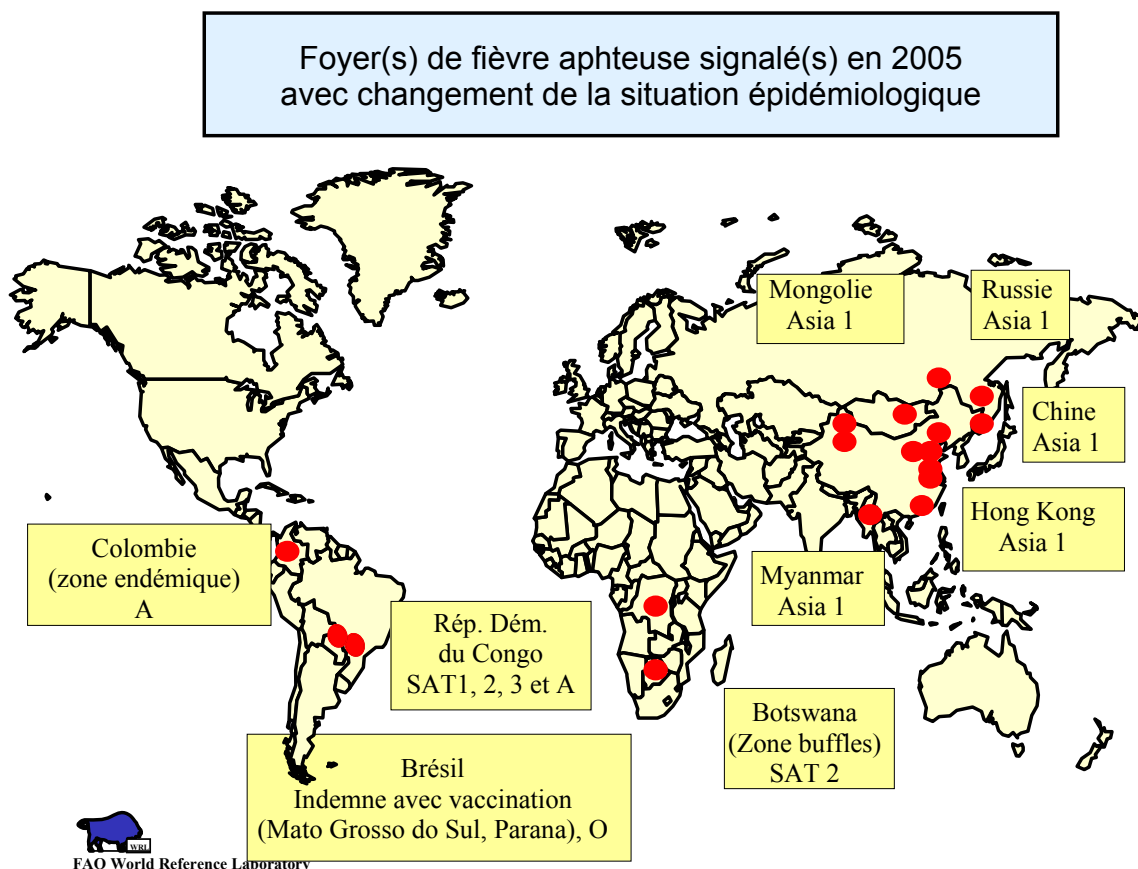 Foyer(s) de fièvre aphteuse signalé(s) en 2005
avec changement de la situation épidémiologique
Mongolie
Asia 1
Russie
Asia 1
Chine
Asia 1
Hong Kong
Asia 1
Myanmar
Asia 1
Colombie
(zone endémique)
A
Rép. Dém.
du Congo
SAT1, 2, 3 et A
Botswana
(Zone buffles)
SAT 2
Brésil
Indemne avec vaccination
(Mato Grosso do Sul, Parana), O
WRL
FAO World Reference Laboratory